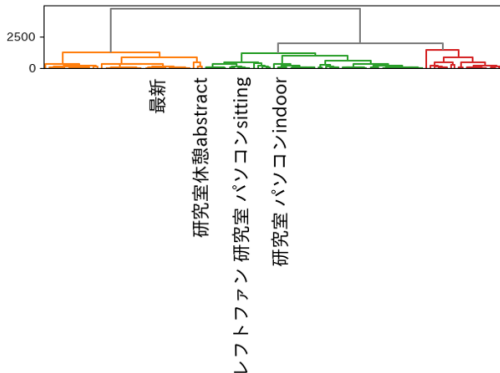 2500
0
最新
研究室休憩abstract
レフトファン 研究室 パソコンsitting
研究室 パソコンindoor